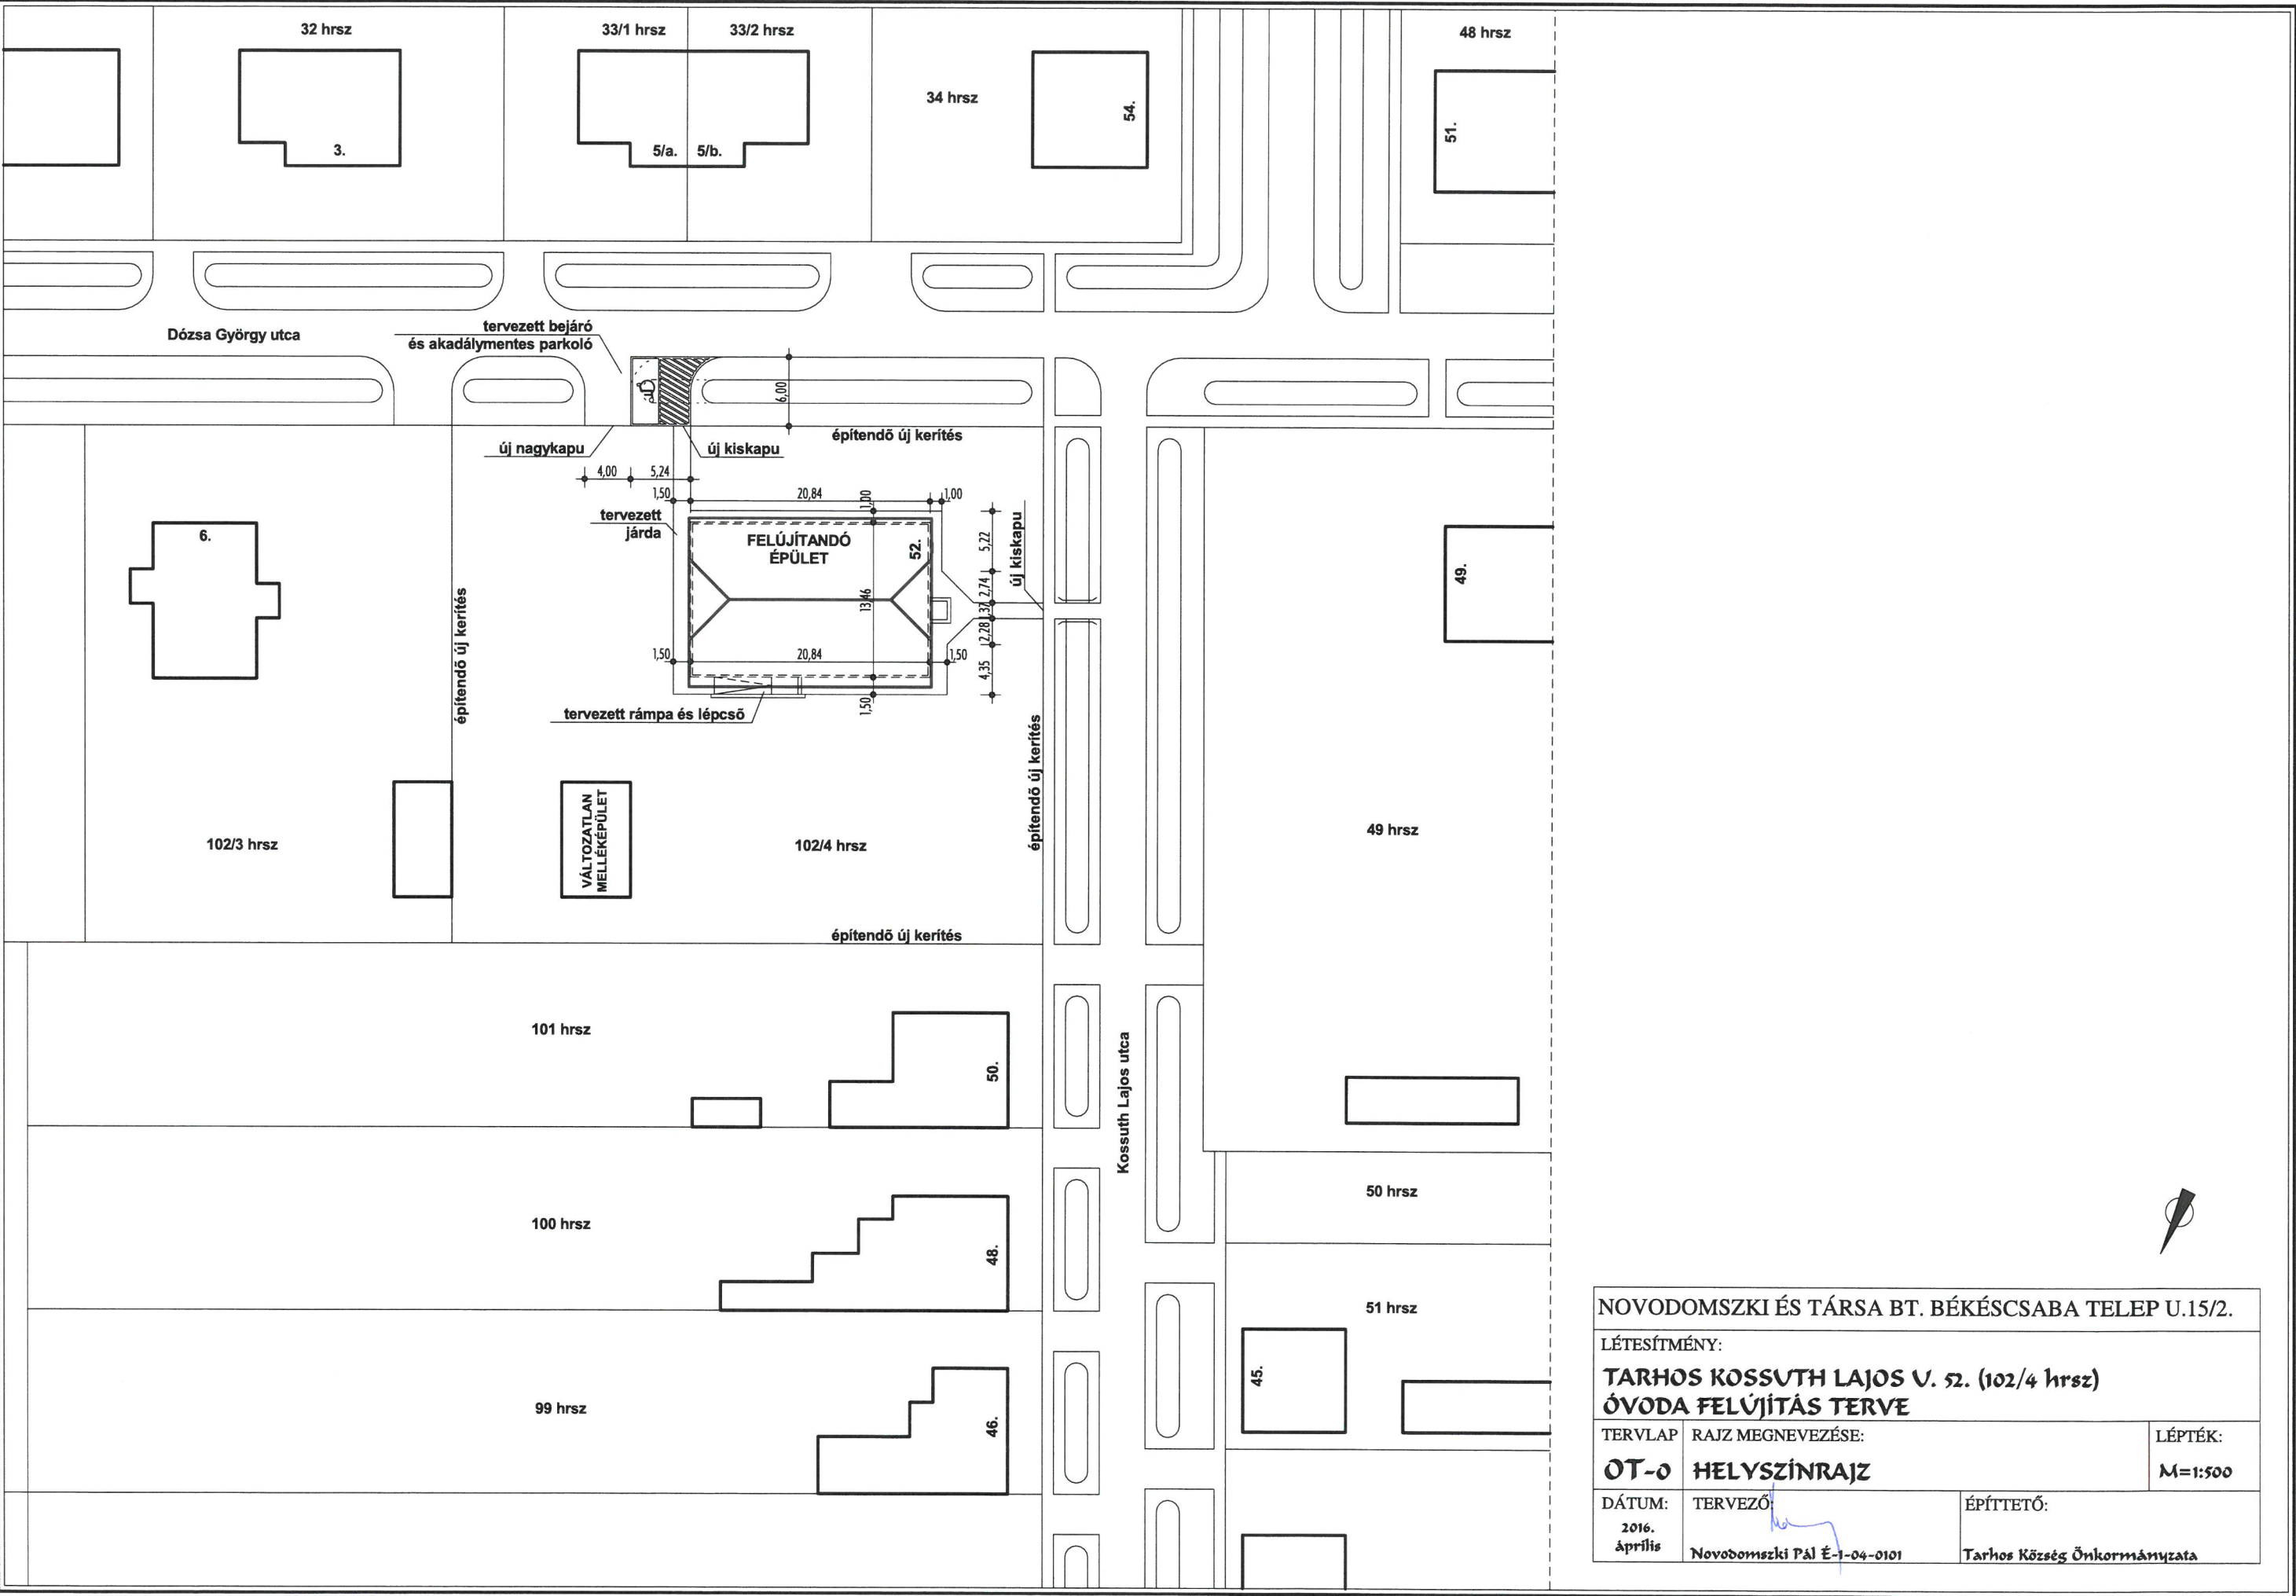 32 hrsz
33/1 hrsz
33/2 hrsz
48 hrsz
34 hrsz
54.
51.
3.
5/a.
5/b.
Dózsa György utca
tervezett bejáró
és akadálymentes parkoló
6,00
új nagykapu
új kiskapu
építendő új kerítés
4,00
5,24
1,50
20,84
1,00
1,00
tervezett
járda
FELÚJÍTANDÓ
ÉPÜLET
52.
5,22
új kiskapu
6.
49.
2,74
13,46
1,37
2,28
építendő új kerítés
1,50
20,84
1,50
4,35
1,50
tervezett rámpa és lépcső
építendő új kerítés
VÁLTOZATLAN
MELLÉKÉPÜLET
102/3 hrsz
102/4 hrsz
49 hrsz
építendő új kerítés
101 hrsz
50.
Kossuth Lajos utca
50 hrsz
100 hrsz
48.
51 hrsz
45.
99 hrsz
46.
NOVODOMSZKI ÉS TÁRSA BT. BÉKÉSCSABA TELEP U.15/2.
LÉTESÍTMÉNY:
TARHOS KOSSUTH LAJOS U. 52. (102/4 hrsz)
ÓVODA FELÚJÍTÁS TERVE
TERVLAP
RAJZ MEGNEVEZÉSE:
LÉPTÉK:
OT-0
HELYSZÍNRAJZ
M=1:500
DÁTUM:
TERVEZŐ:
ÉPÍTTETŐ:
2016.
április
Novodomszki Pál É-1-04-0101
Tarhos Község Önkormányzata